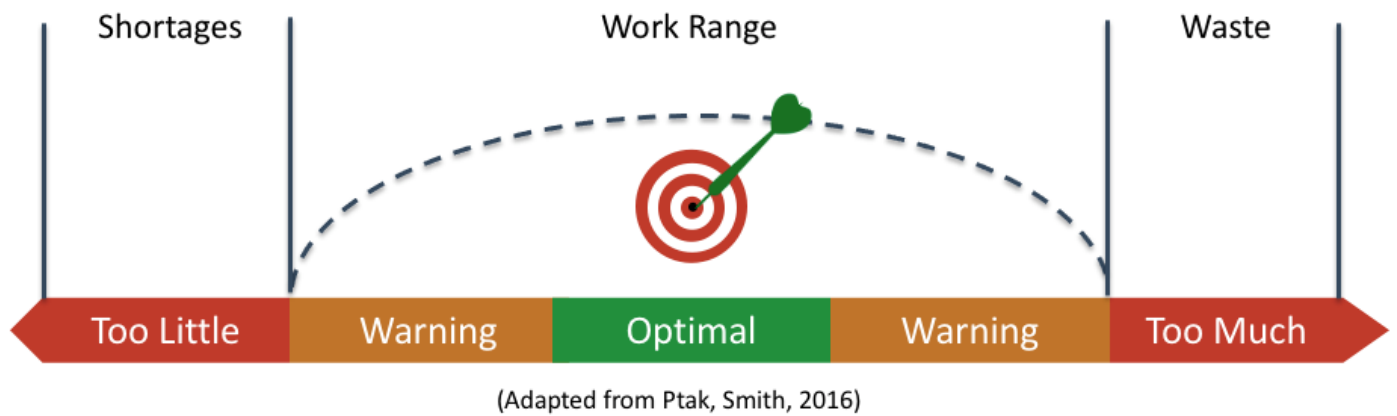 Shortages Work Range Waste
Too Little Warning Optimal Warning Too Much
(Adapted from Ptak, Smith, 2016)